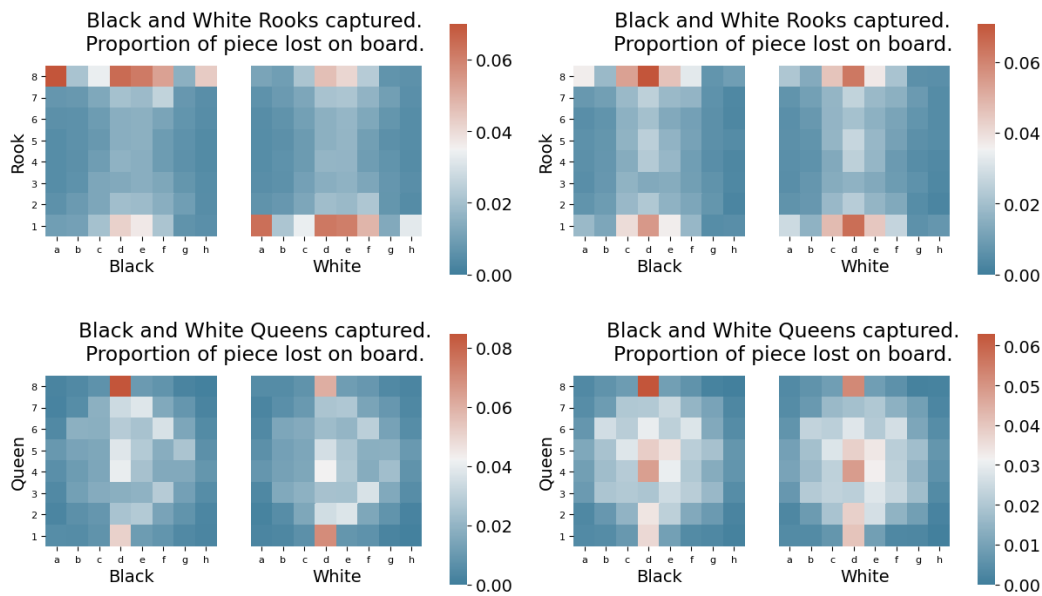 Black and White Rooks captured.
Proportion of piece lost on board.
Rook
8
7
6
5
4
3
2
1
a b c d e f g h
Black
a b c d e f g h
White
0.06
0.04
0.02
0.00
Black and White Rooks captured.
Proportion of piece lost on board.
Rook
8
7
6
5
4
3
2
1
a b c d e f g h
Black
a b c d e f g h
White
0.06
0.04
0.02
0.00
Black and White Queens captured.
Proportion of piece lost on board.
Queen
8
7
6
5
4
3
2
1
a b c d e f g h
Black
a b c d e f g h
White
0.08
0.06
0.04
0.02
0.00
Black and White Queens captured.
Proportion of piece lost on board.
Queen
8
7
6
5
4
3
2
1
a b c d e f g h
Black
a b c d e f g h
White
0.06
0.05
0.04
0.03
0.02
0.01
0.00